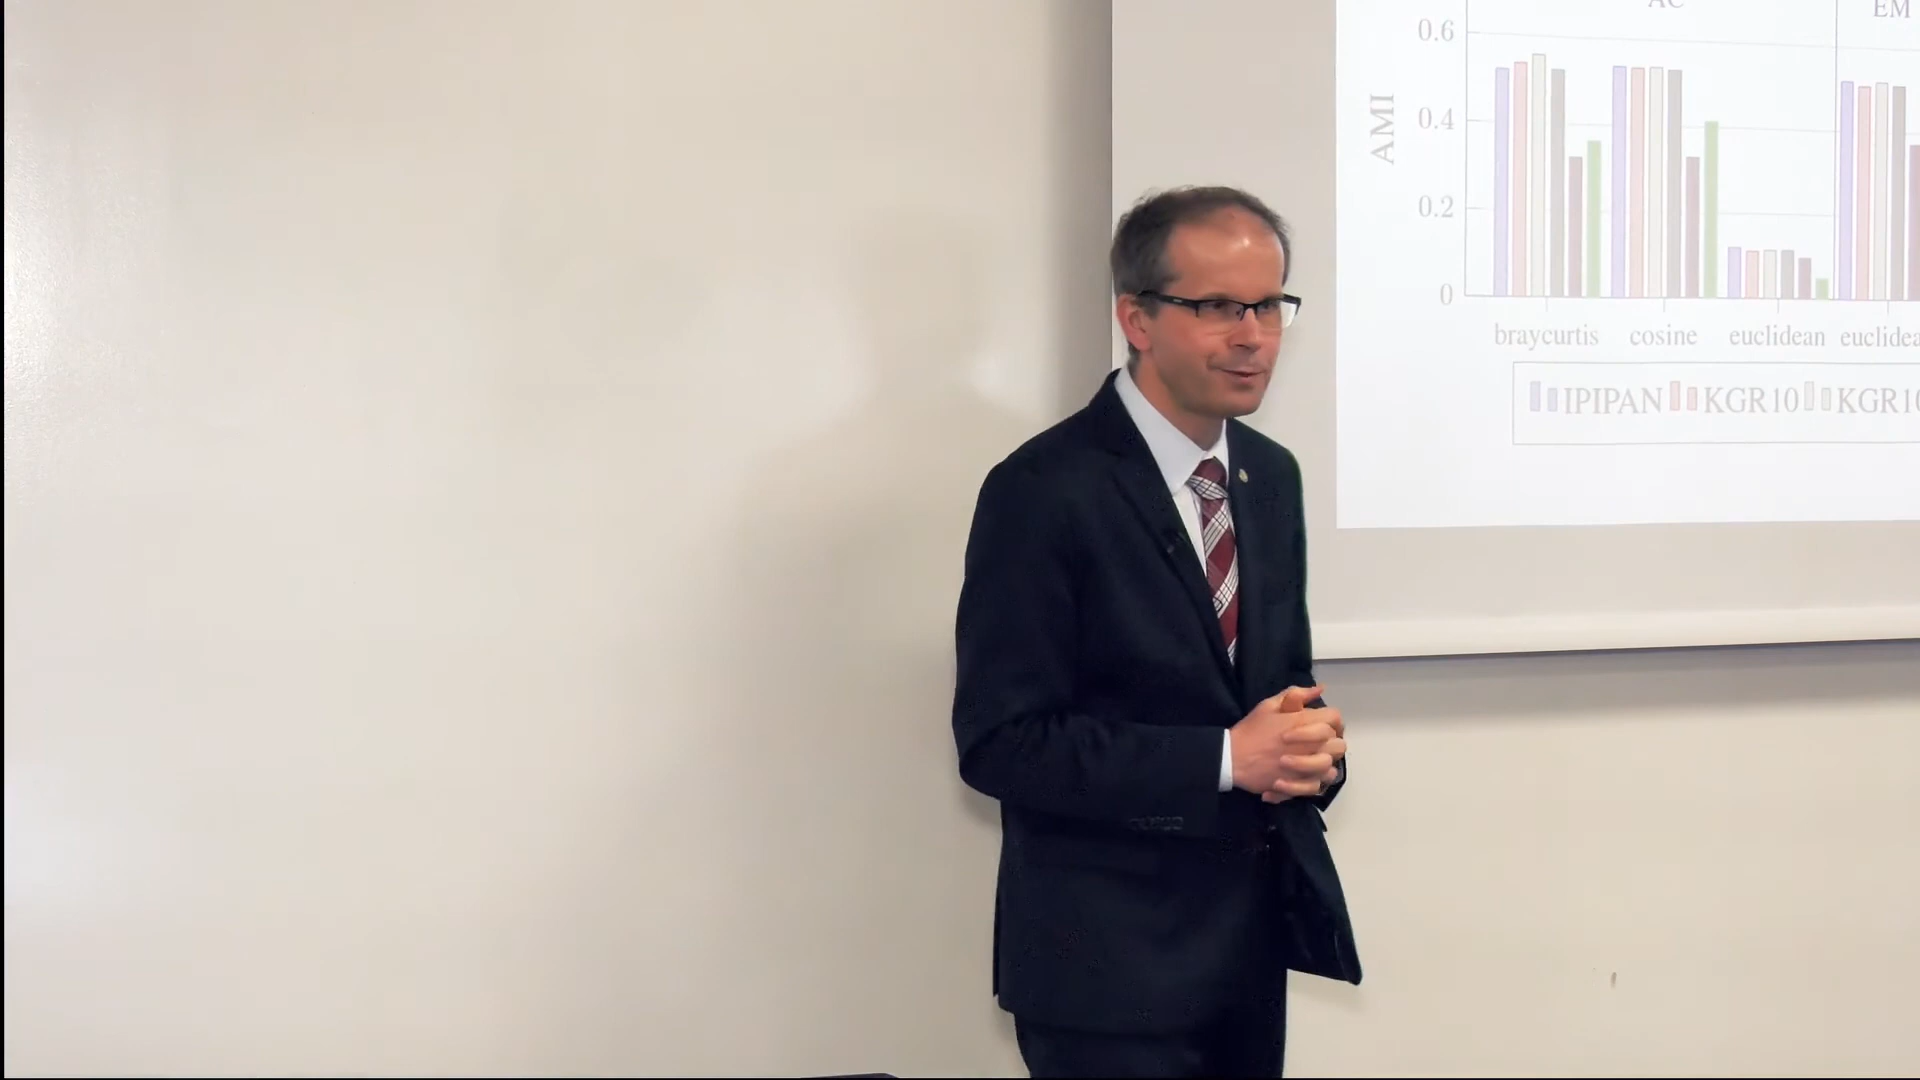 AC
EM
0.6
AMI
0.4
0.2
0
braycurtis cosine euclidean
IPIPAN KGR10